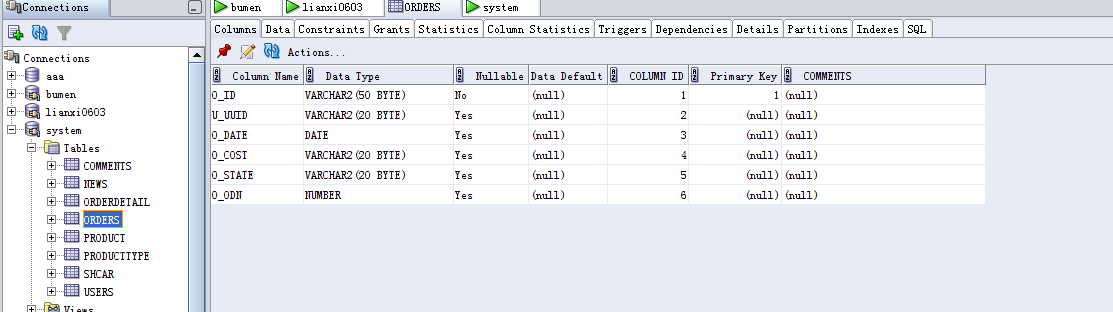 Connections
bumen
lianxi0603
ORDERS
system
Columns Data Constraints Grants Statistics Column Statistics Triggers Dependencies Details Partitions Indexes SQL
Actions...
Connections
aaa
bumen
lianxi0603
system
Tables
COMMENTS
NEWS
ORDERDETAIL
ORDERS
PRODUCT
PRODUCTTYPE
SHCAR
USERS
Views
Column Name Data Type Nullable Data Default COLUMN ID Primary Key COMMENTS
O_ID VARCHAR2(50 BYTE) No (null) 1 1 (null)
U_UUID VARCHAR2(20 BYTE) Yes (null) 2 (null) (null)
O_DATE DATE Yes (null) 3 (null) (null)
O_COST VARCHAR2(20 BYTE) Yes (null) 4 (null) (null)
O_STATE VARCHAR2(20 BYTE) Yes (null) 5 (null) (null)
O_ODN NUMBER Yes (null) 6 (null) (null)